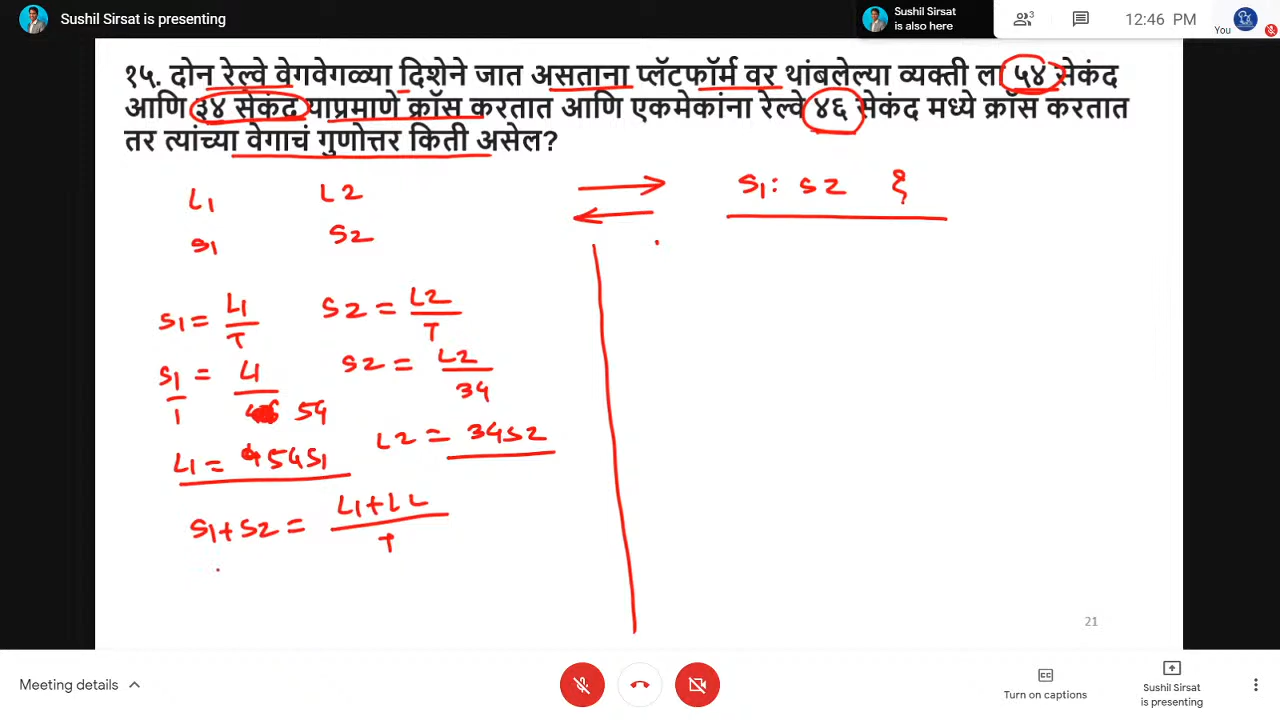 Sushil Sirsat is presenting
Sushil Sirsat
is also here
3
12:46 PM
You
१५. दोन रेल्वे वेगवेगळ्या दिशेने जात असताना प्लॅटफॉर्म वर थांबलेल्या व्यक्ती ला ५४ सेकंद
आणि ३४ सेकंद याप्रमाणे क्रॉस करतात आणि एकमेकांना रेल्वे ४६ सेकंद मध्ये क्रॉस करतात
तर त्यांच्या वेगाचं गुणोत्तर किती असेल?
L1 L2
S1 S2
S1 : S2
S1 = L1/T S2 = L2/T
S1/1 = L1/54 S2 = L2/34
L1 = 54S1 L2 = 34S2
S1+S2 = L1+L2/T
21
Meeting details
Turn on captions
Sushil Sirsat
is presenting